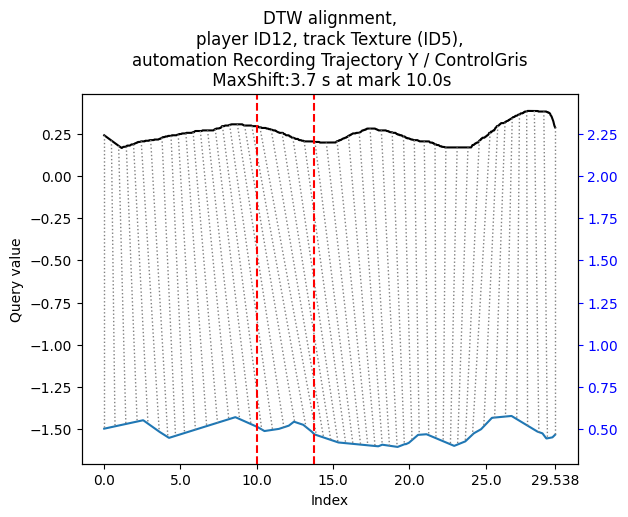 DTW alignment,
player ID12, track Texture (ID5),
automation Recording Trajectory Y / ControlGris
MaxShift:3.7 s at mark 10.0s
0.25
0.00
−0.25
−0.50
−0.75
−1.00
−1.25
−1.50
Query value
2.25
2.00
1.75
1.50
1.25
1.00
0.75
0.50
0.0 5.0 10.0 15.0 20.0 25.0 29.538
Index